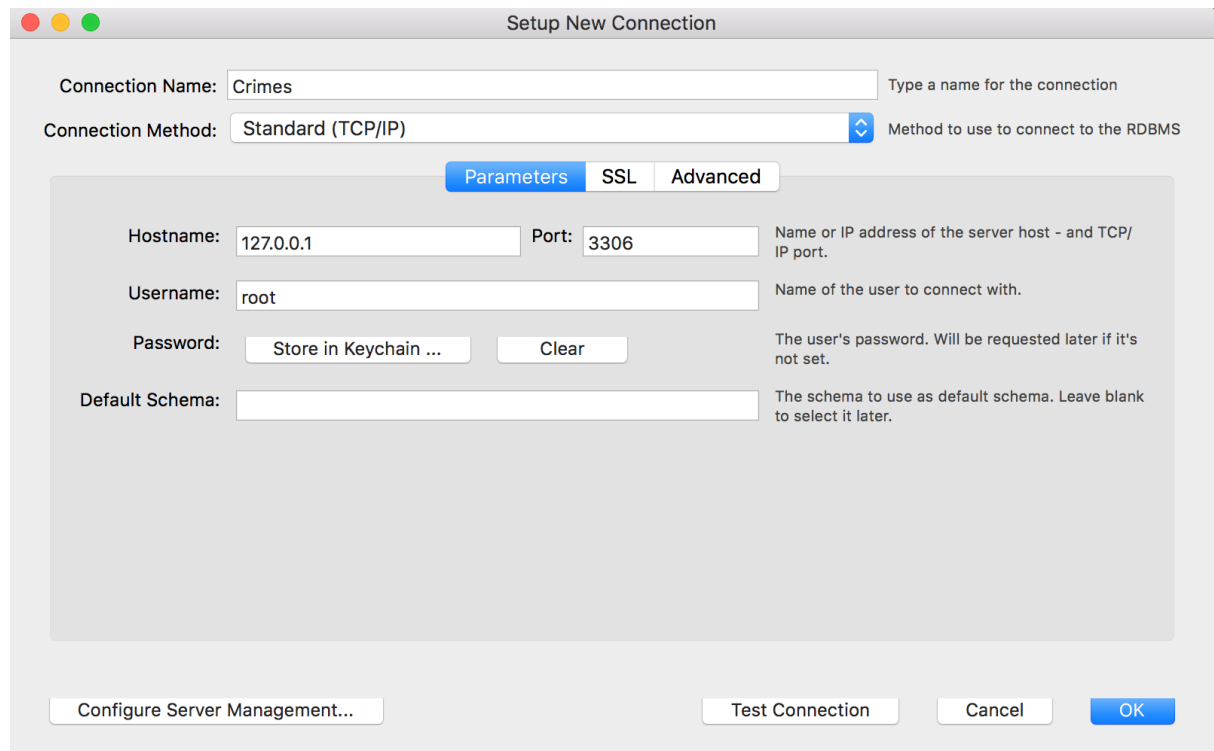 Setup New Connection
Connection Name: Crimes Type a name for the connection
Connection Method: Standard (TCP/IP) Method to use to connect to the RDBMS
Parameters SSL Advanced
Hostname: 127.0.0.1 Port: 3306 Name or IP address of the server host - and TCP/
IP port.
Username: root Name of the user to connect with.
Password: Store in Keychain ... Clear The user's password. Will be requested later if it's
not set.
Default Schema: The schema to use as default schema. Leave blank
to select it later.
Configure Server Management... Test Connection Cancel OK